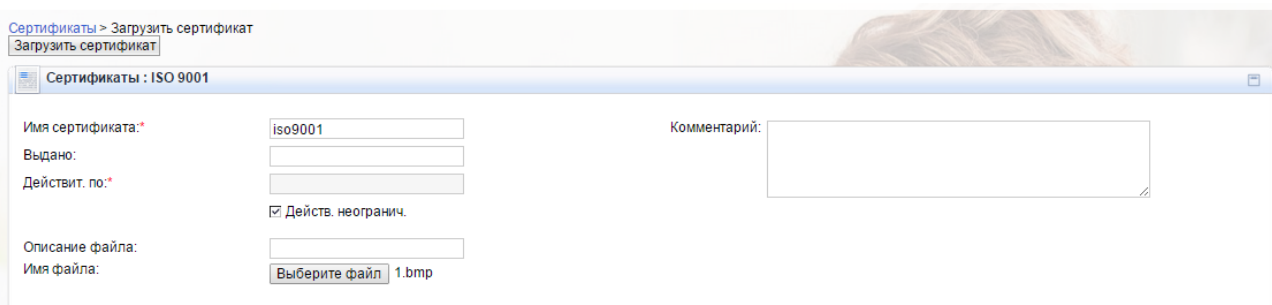 Сертификаты > Загрузить сертификат
Загрузить сертификат
Сертификаты : ISO 9001
Имя сертификата:*
iso9001
Комментарий:
Выдано:
Действит. по:*
Действ. неогранич.
Описание файла:
Имя файла:
Выберите файл 1.bmp